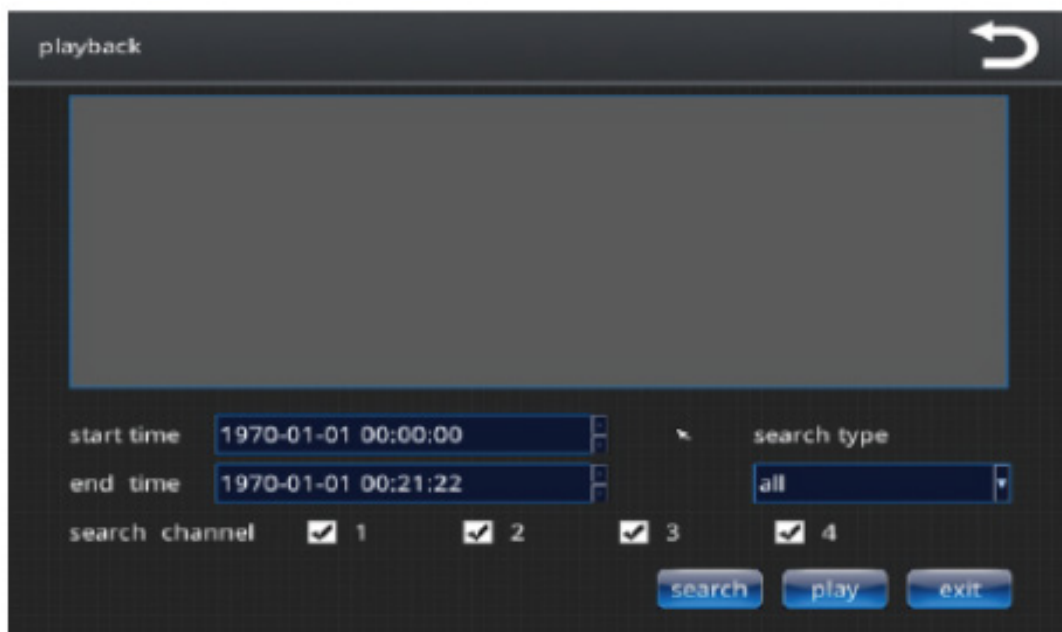 playback
start time 1970-01-01 00:00:00 search type
end time 1970-01-01 00:21:22 all
search channel 1 2 3 4
search play exit